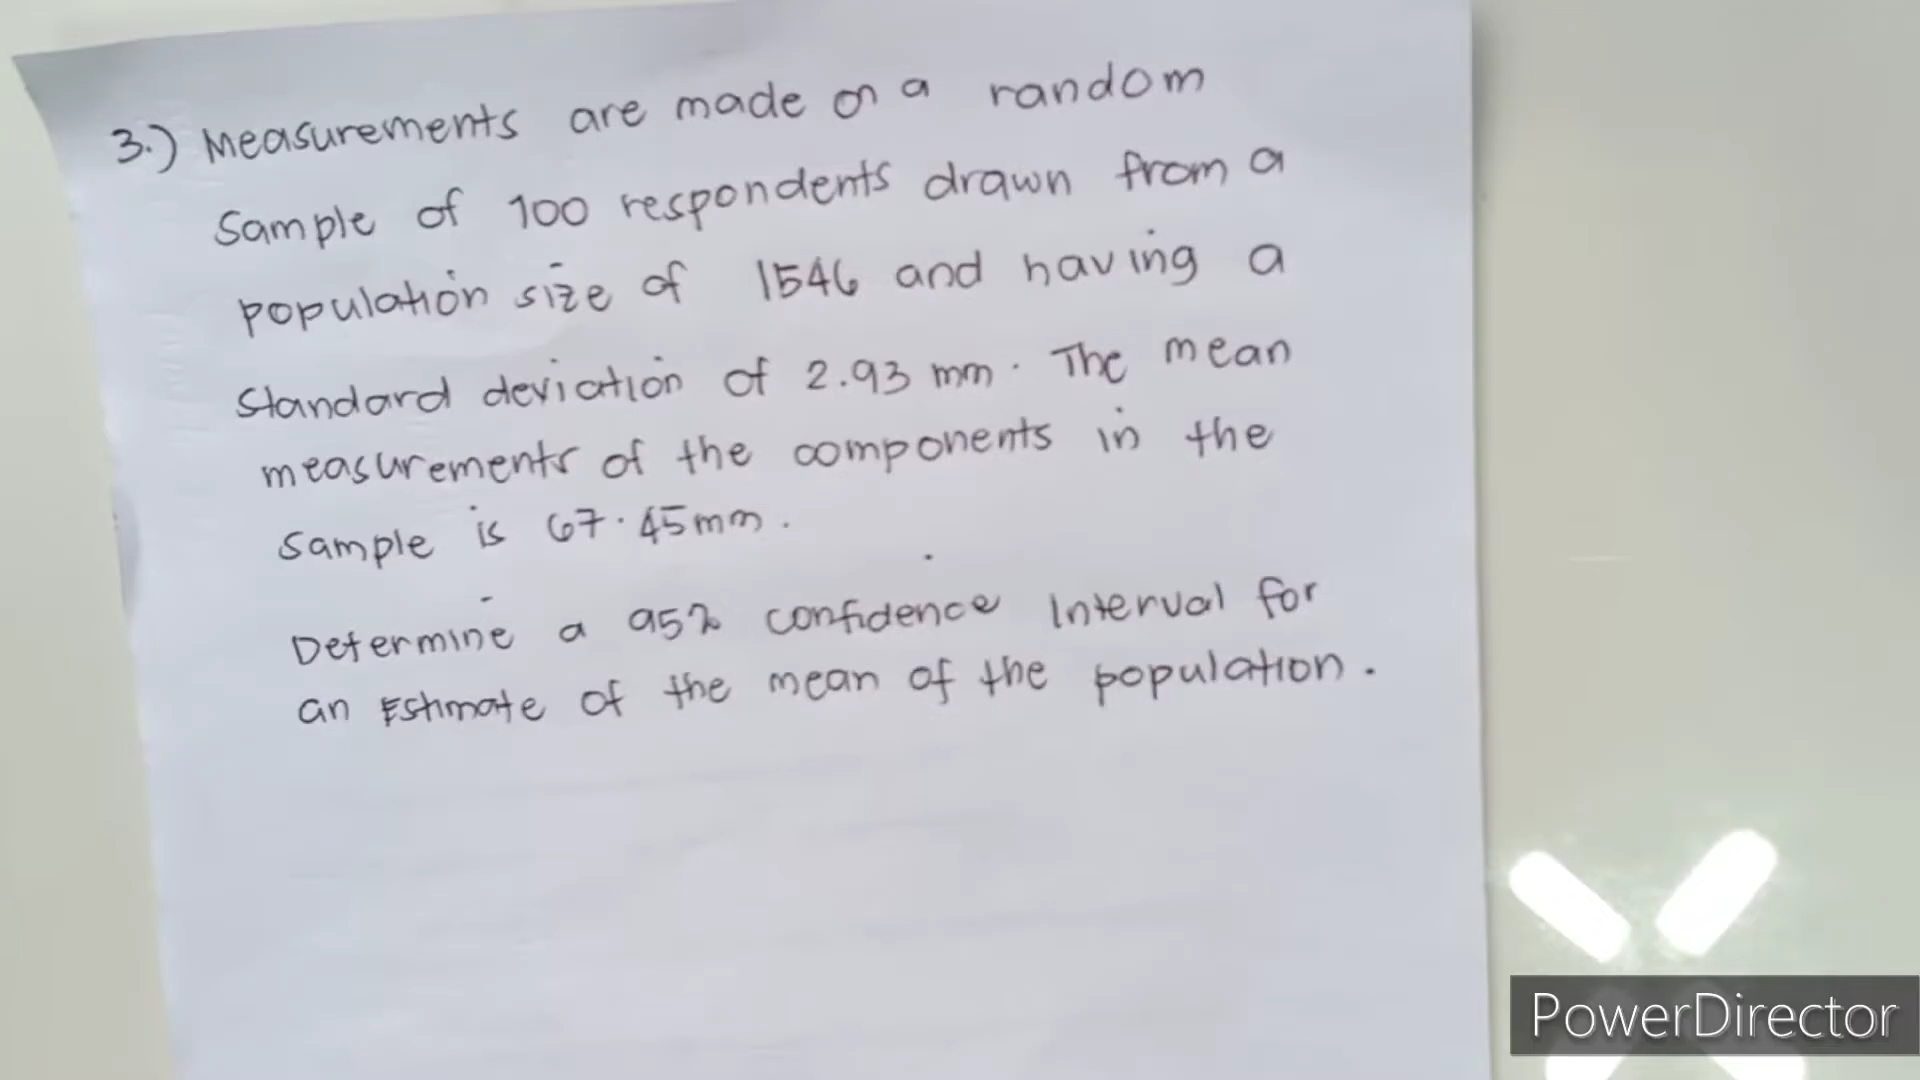 3.) Measurements are made on a random
Sample of 100 respondents drawn from a
population size of 1546 and having a
Standard deviation of 2.93 mm. The mean
measurements of the components in the
sample is 67.45mm.
Determine a 95% confidence Interval for
an Estimate of the mean of the population.
PowerDirector